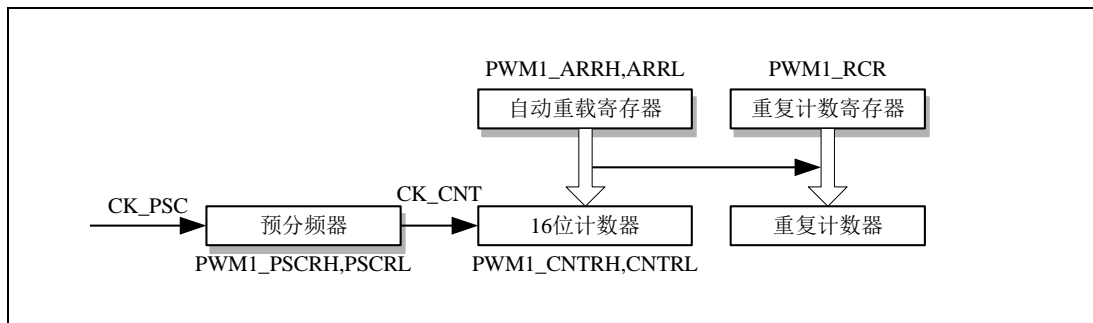 PWM1_ARRH,ARRL
PWM1_RCR
自动重载寄存器
重复计数寄存器
CK_PSC
CK_CNT
预分频器
16位计数器
重复计数器
PWM1_PSCRH,PSCRL
PWM1_CNTRH,CNTRL